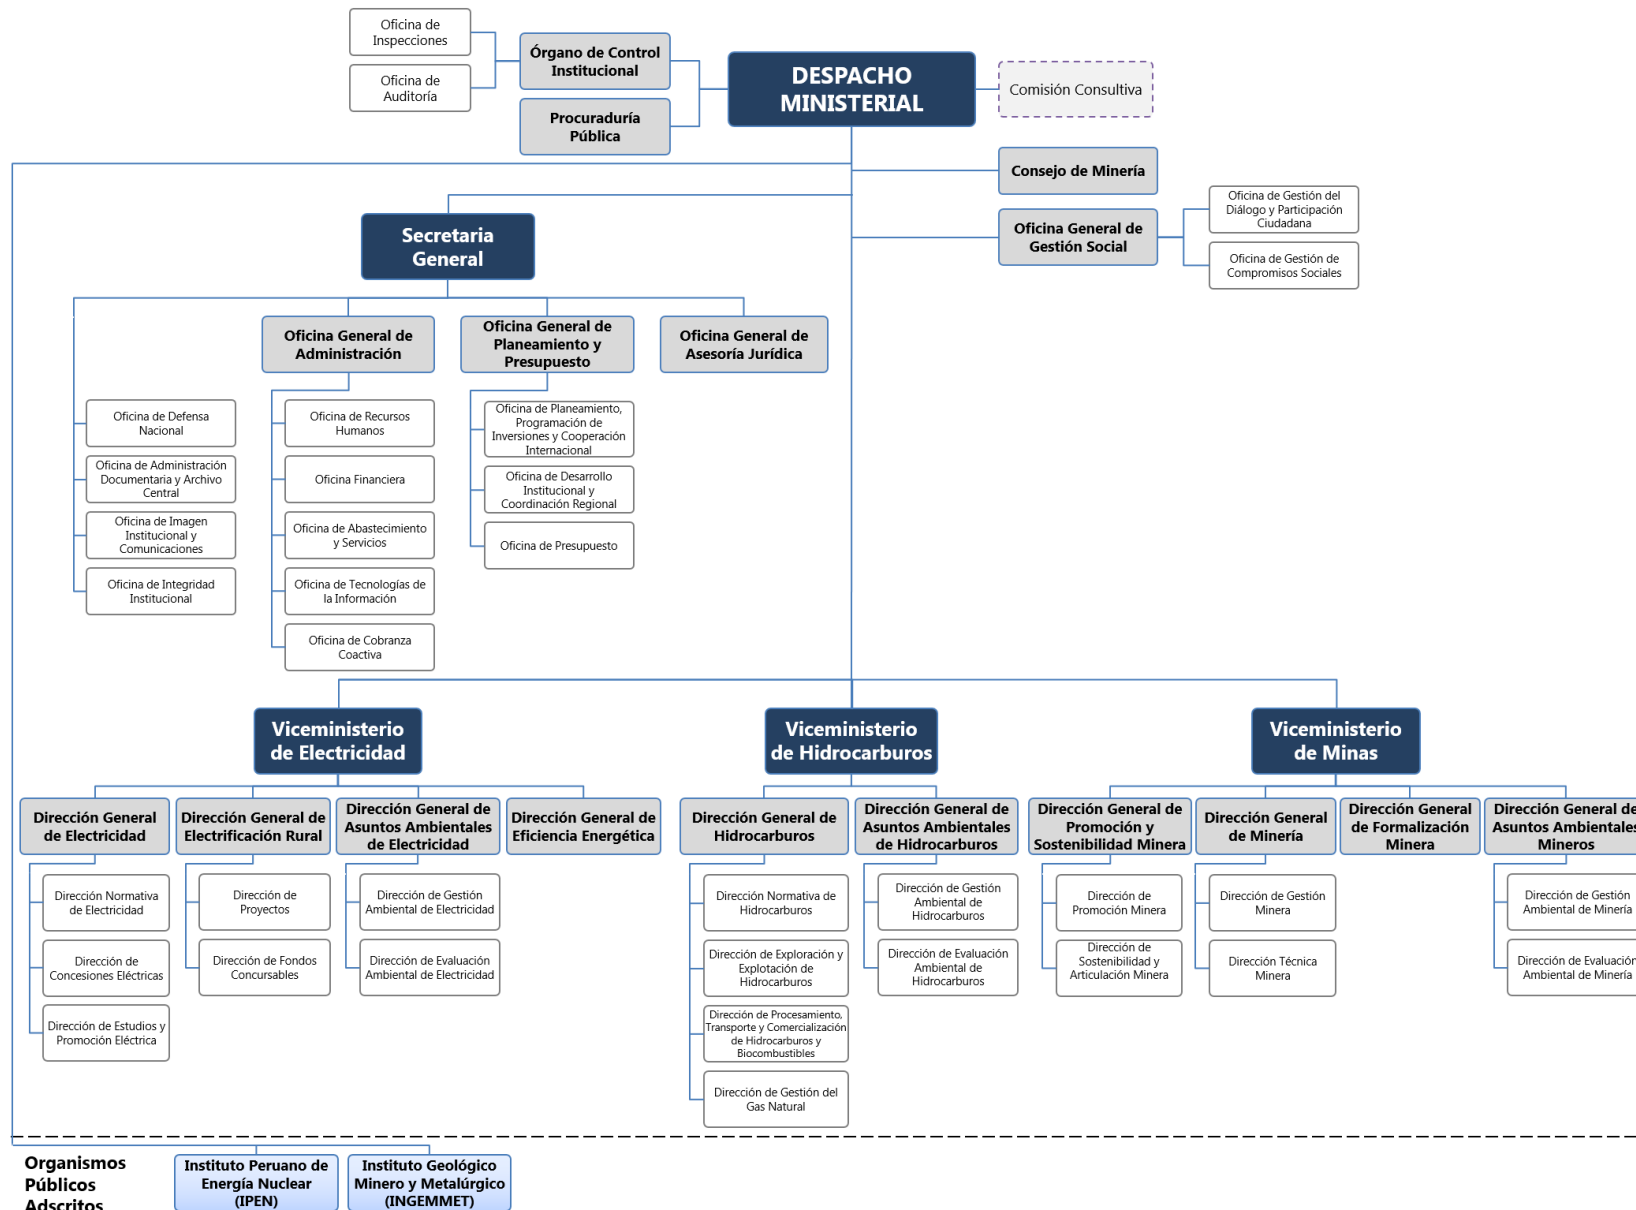 Oficina de
Inspecciones
Oficina de
Auditoría
Órgano de Control
Institucional
Procuraduría
Pública
DESPACHO
MINISTERIAL
Comisión Consultiva
Consejo de Minería
Oficina General de
Gestión Social
Oficina de Gestión del
Diálogo y Participación
Ciudadana
Oficina de Gestión de
Compromisos Sociales
Secretaria
General
Oficina General de
Administración
Oficina General de
Planeamiento y
Presupuesto
Oficina General de
Asesoría Jurídica
Oficina de Defensa
Nacional
Oficina de Administración
Documentaria y Archivo
Central
Oficina de Imagen
Institucional y
Comunicaciones
Oficina de Integridad
Institucional
Oficina de Recursos
Humanos
Oficina Financiera
Oficina de Abastecimiento
y Servicios
Oficina de Tecnologías de
la Información
Oficina de Cobranza
Coactiva
Oficina de Planeamiento,
Programación de
Inversiones y Cooperación
Internacional
Oficina de Desarrollo
Institucional y
Coordinación Regional
Oficina de Presupuesto
Viceministerio
de Electricidad
Viceministerio
de Hidrocarburos
Viceministerio
de Minas
Dirección General
de Electricidad
Dirección General de
Electrificación Rural
Dirección General de
Asuntos Ambientales
de Electricidad
Dirección General de
Eficiencia Energética
Dirección General de
Hidrocarburos
Dirección General de
Asuntos Ambientales
de Hidrocarburos
Dirección General de
Promoción y
Sostenibilidad Minera
Dirección General
de Minería
Dirección General
de Formalización
Minera
Dirección General de
Asuntos Ambientales
Mineros
Dirección Normativa
de Electricidad
Dirección de
Concesiones Eléctricas
Dirección de Estudios y
Promoción Eléctrica
Dirección de
Proyectos
Dirección de Fondos
Concursables
Dirección de Gestión
Ambiental de Electricidad
Dirección de Evaluación
Ambiental de Electricidad
Dirección Normativa de
Hidrocarburos
Dirección de Exploración y
Explotación de
Hidrocarburos
Dirección de Procesamiento,
Transporte y Comercialización
de Hidrocarburos y
Biocombustibles
Dirección de Gestión del
Gas Natural
Dirección de Gestión
Ambiental de
Hidrocarburos
Dirección de Evaluación
Ambiental de
Hidrocarburos
Dirección de
Promoción Minera
Dirección de
Sostenibilidad y
Articulación Minera
Dirección de Gestión
Minera
Dirección Técnica
Minera
Dirección de Gestión
Ambiental de Minería
Dirección de Evaluación
Ambiental de Minería
Organismos
Públicos
Adscritos
Instituto Peruano de
Energía Nuclear
(IPEN)
Instituto Geológico
Minero y Metalúrgico
(INGEMMET)